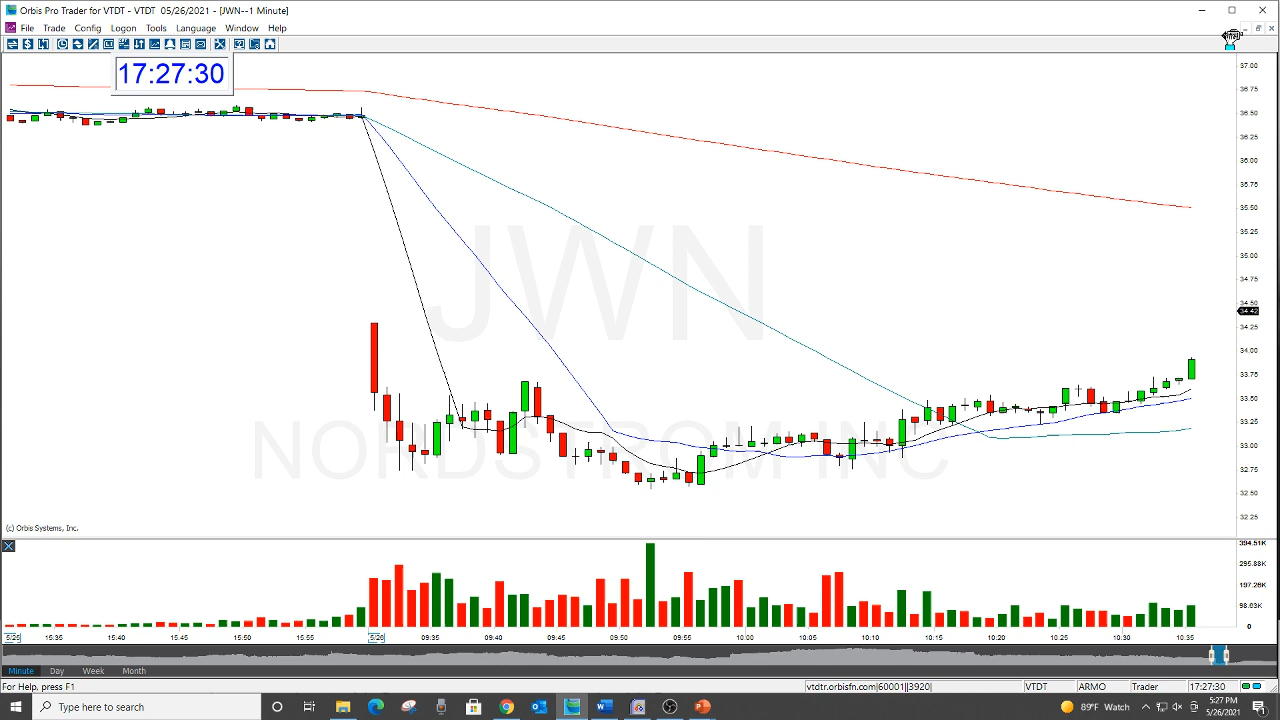 Orbis Pro Trader for VTDT - VTDT 05/26/2021 - [JWN--1 Minute]
File Trade Config Logon Tools Language Window Help
17:27:30
37.00
36.75
36.50
36.25
36.00
35.75
35.50
35.25
35.00
34.75
34.50
34.42
34.25
34.00
33.75
33.50
33.25
33.00
32.75
32.50
32.25
JWN
NORDSTROM INC
(c) Orbis Systems, Inc.
394.51K
295.88K
197.26K
98.63K
0
5/25 15:35 15:40 15:45 15:50 15:55 5/26 09:35 09:40 09:45 09:50 09:55 10:00 10:05 10:10 10:15 10:20 10:25 10:30 10:35
Minute Day Week Month
For Help, press F1 vtdtr.orbisfn.com|60001||3920| VTDT ARMO Trader 17:27:30
Type here to search 89°F Watch 5:27 PM
5/26/2021